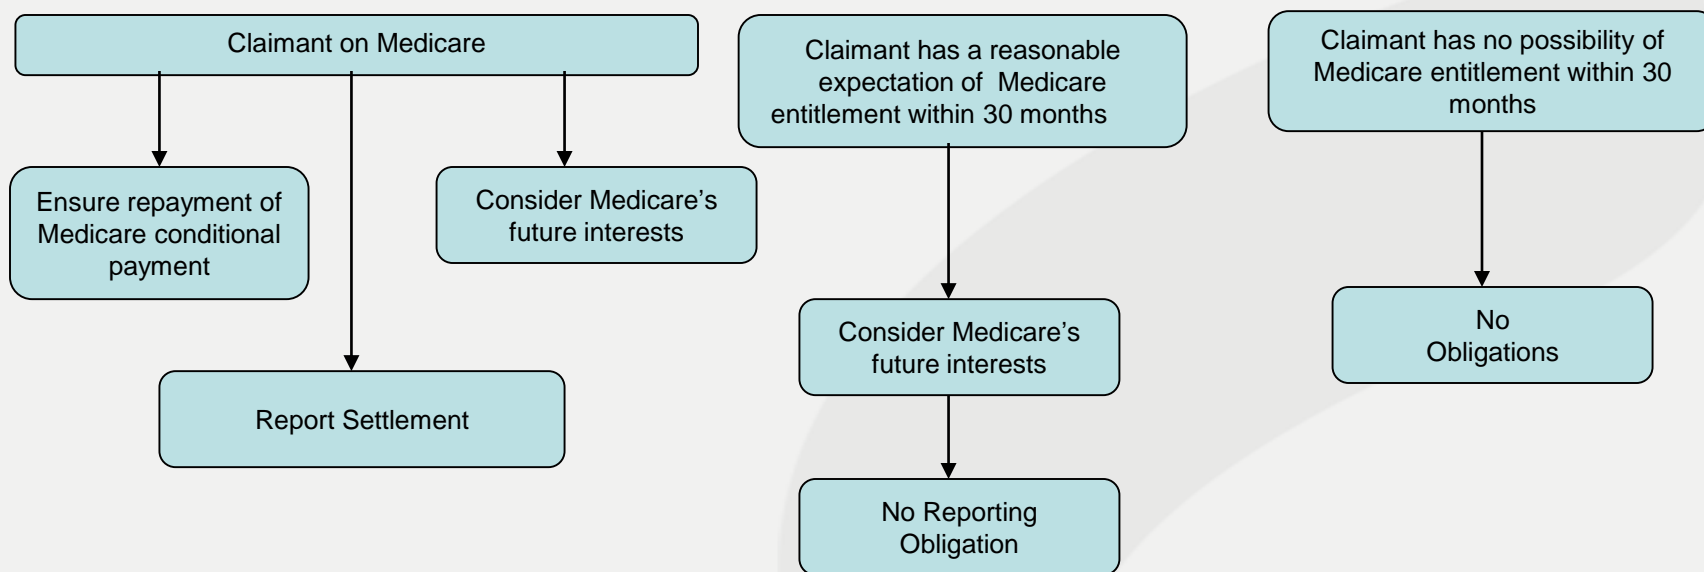 Claimant on Medicare
Ensure repayment of
Medicare conditional
payment
Report Settlement
Consider Medicare’s
future interests
Claimant has a reasonable
expectation of Medicare
entitlement within 30 months
Consider Medicare’s
future interests
No Reporting
Obligation
Claimant has no possibility of
Medicare entitlement within 30
months
No
Obligations